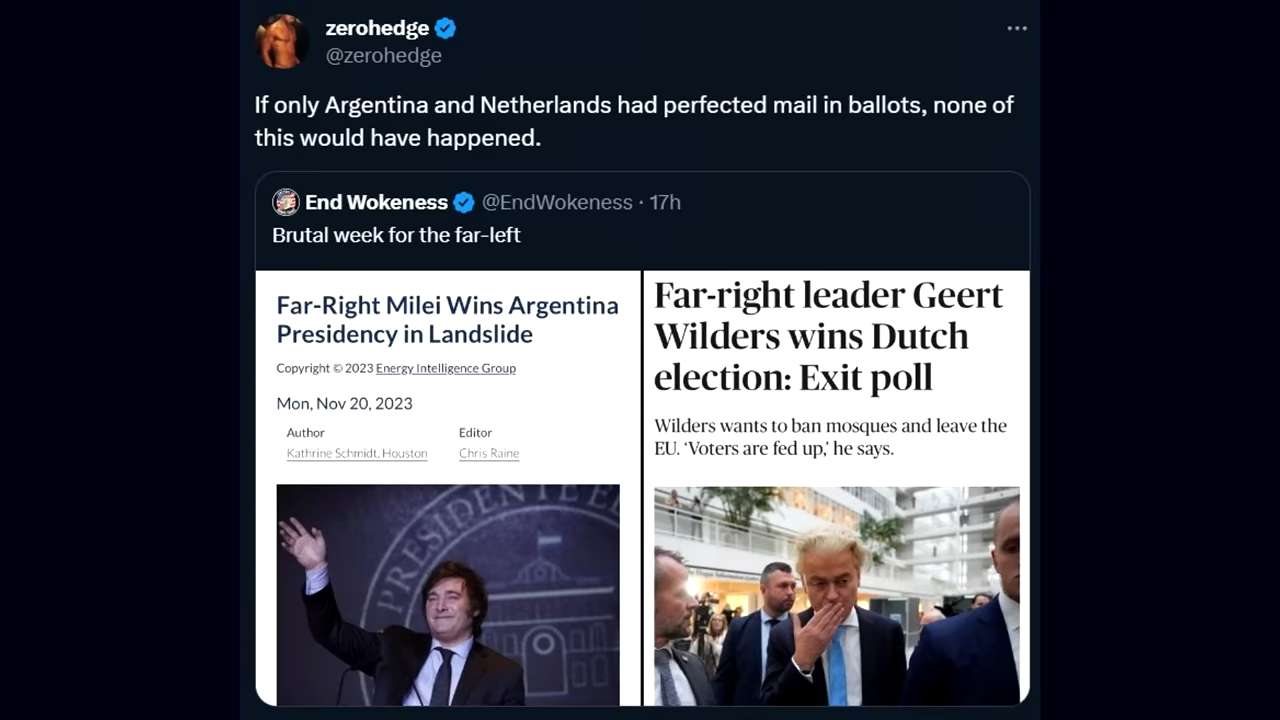 zerohedge
@zerohedge
If only Argentina and Netherlands had perfected mail in ballots, none of
this would have happened.
End Wokeness @EndWokeness · 17h
Brutal week for the far-left
Far-Right Milei Wins Argentina
Presidency in Landslide
Copyright © 2023 Energy Intelligence Group
Mon, Nov 20, 2023
Author Editor
Kathrine Schmidt, Houston Chris Raine
PRESIDENTE E
Far-right leader Geert
Wilders wins Dutch
election: Exit poll
Wilders wants to ban mosques and leave the
EU. ‘Voters are fed up,’ he says.